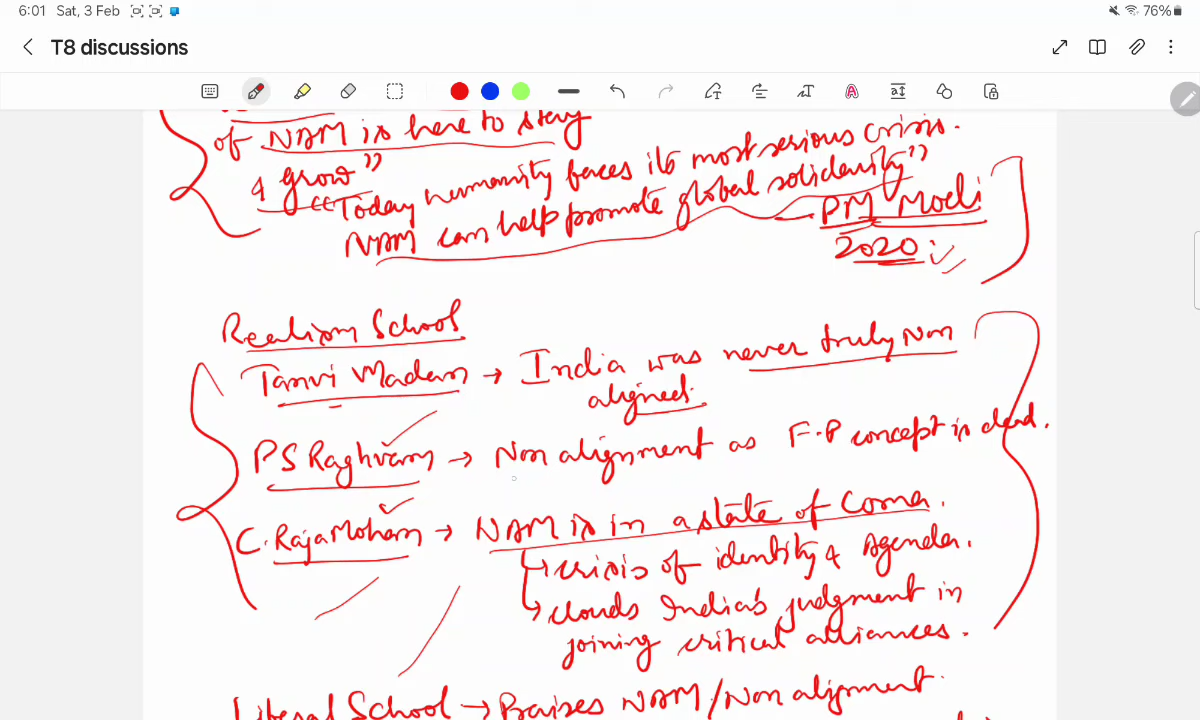 6:01 Sat, 3 Feb
76%
T8 discussions
of NAM is here to stay
& grow"
"Today humanity faces its most serious crisis.
NAM can help promote global solidarity"
- PM Modi
2020
Realism School
Tanvi Madan → India was never truly Non
aligned.
PS Raghvan → Non alignment as F.P concept is dead.
C. Raja Mohan → NAM is in a state of Coma.
→ crisis of identity & Agenda.
→ clouds India's judgment in
joining critical alliances.
Liberal School → Praises NAM/Non alignment.